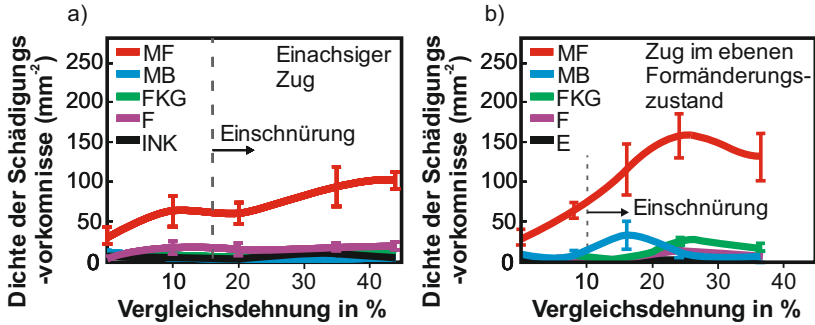 a)
Dichte der Schädigungs
-vorkomnisse (mm⁻²)
250
200
150
100
50
0
MF
MB
FKG
F
INK
Einachsiger
Zug
Einschnürung
10 20 30 40
Vergleichsdehnung in %
b)
Dichte der Schädigungs
-vorkomnisse (mm⁻²)
250
200
150
100
50
0
MF
MB
FKG
F
E
Zug im ebenen
Formänderungs-
zustand
Einschnürung
10 20 30 40
Vergleichsdehnung in %